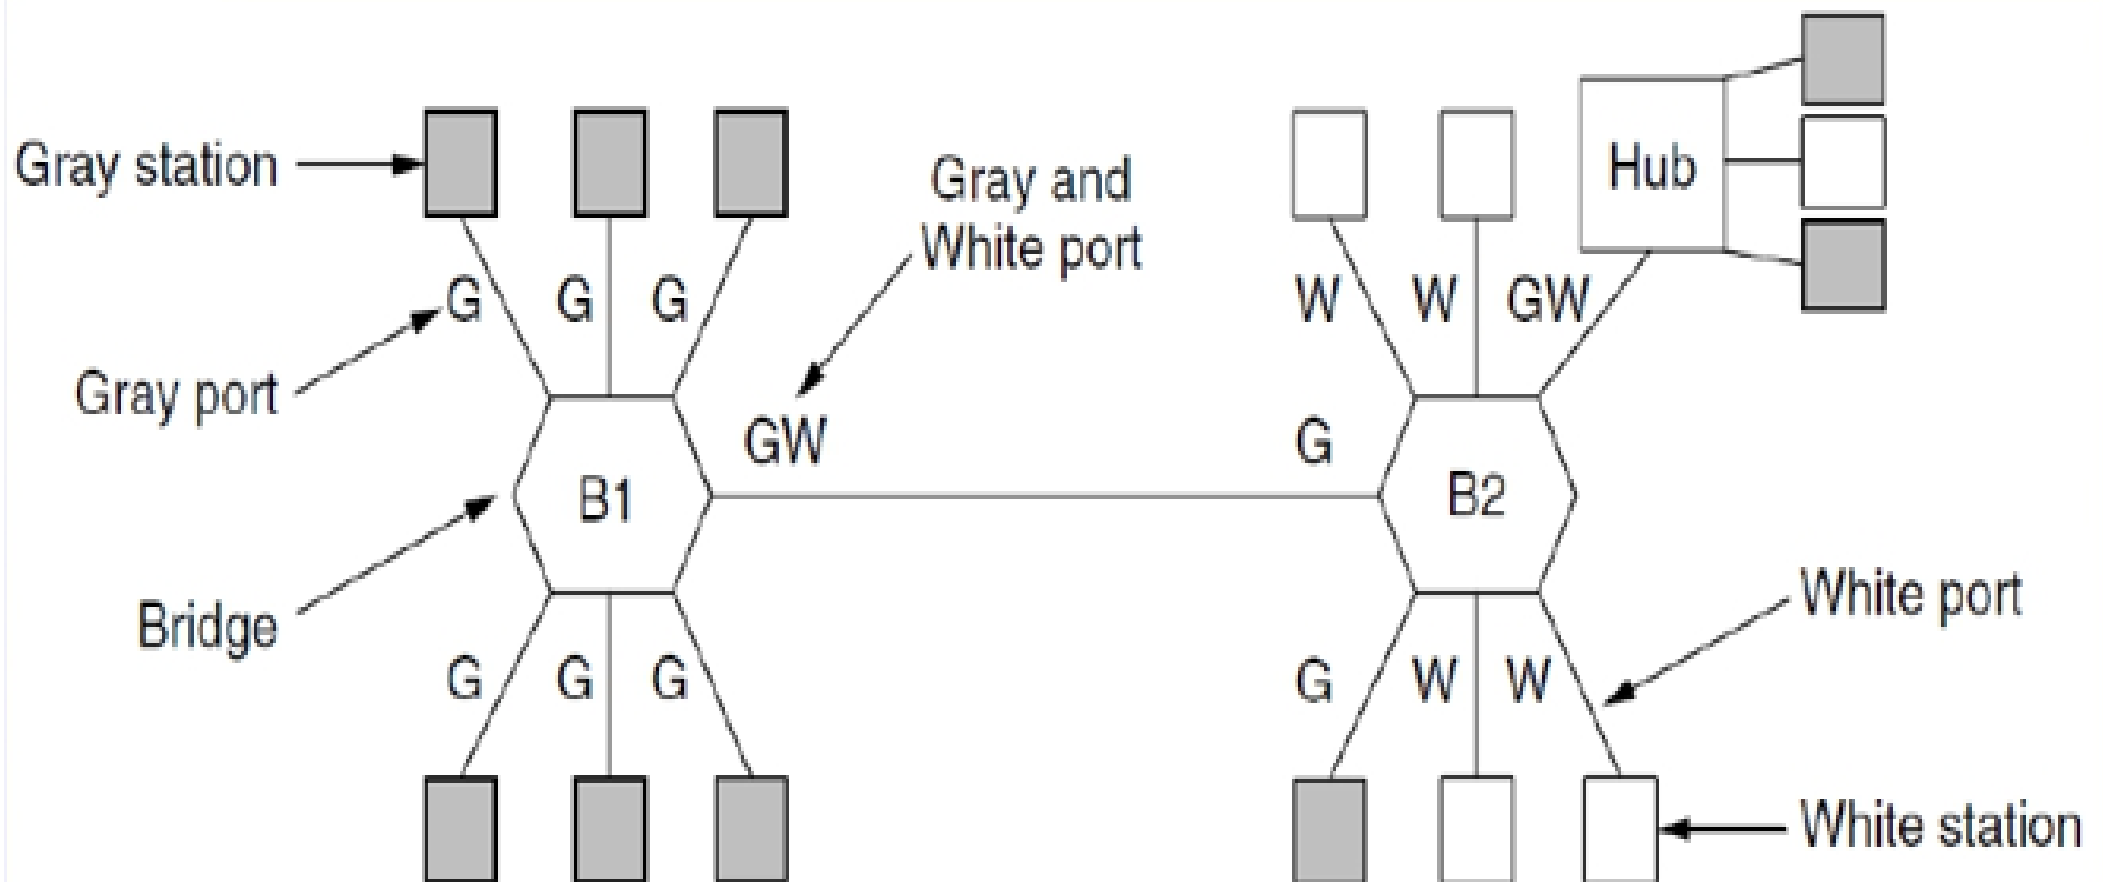 Gray station
Gray and
White port
Hub
G
G
G
W
W
GW
Gray port
GW
G
B1
B2
Bridge
White port
G
G
G
G
W
W
White station